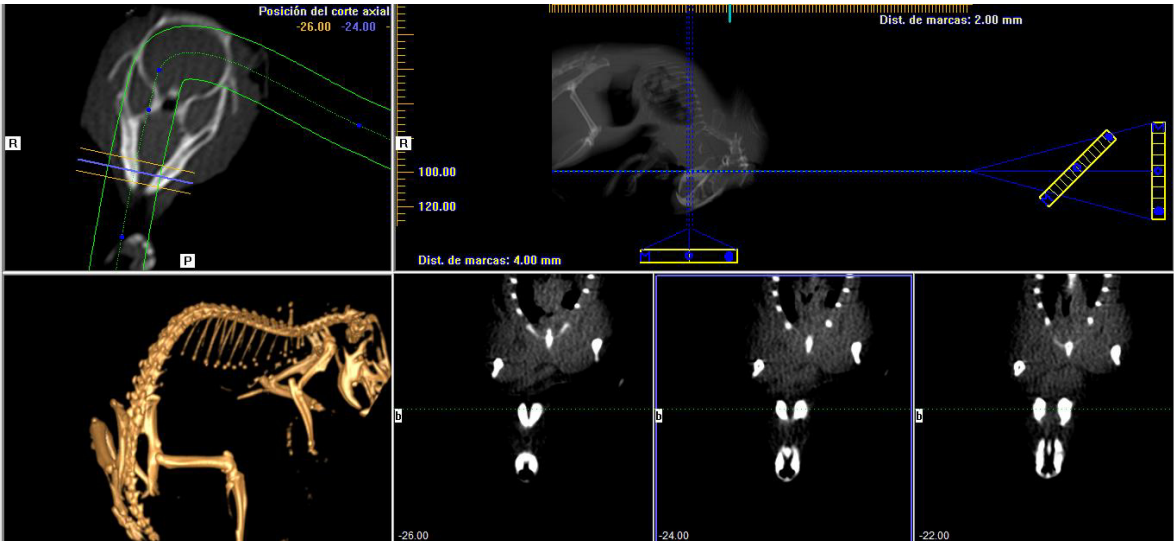 Posición del corte axial
-26.00 -24.00 -
Dist. de marcas: 2.00 mm
R
R
100.00
120.00
P
Dist. de marcas: 4.00 mm
b
b
b
-26.00
-24.00
-22.00